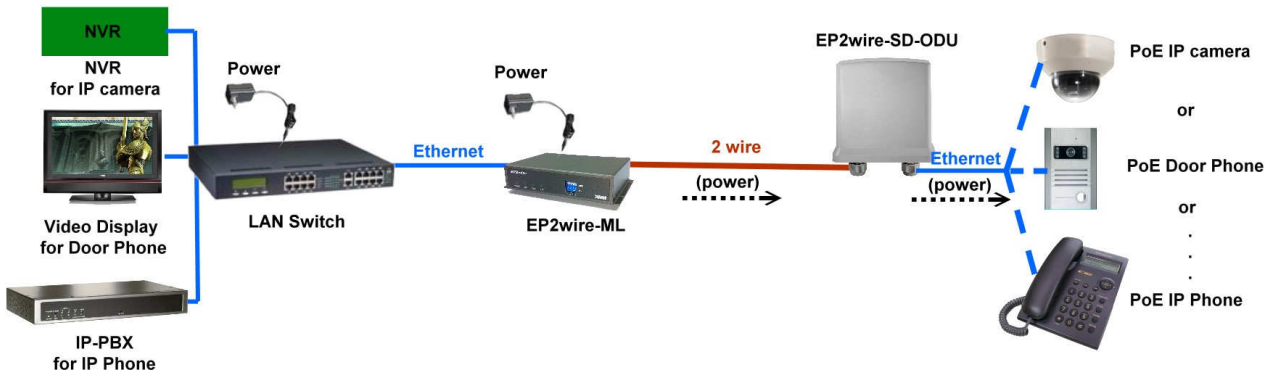 NVR
NVR
for IP camera
Power
Power
EP2wire-SD-ODU
PoE IP camera
or
Ethernet
2 wire
Ethernet
PoE Door Phone
(power)
(power)
LAN Switch
EP2wire-ML
Video Display
for Door Phone
or
.
.
.
.
PoE IP Phone
IP-PBX
for IP Phone